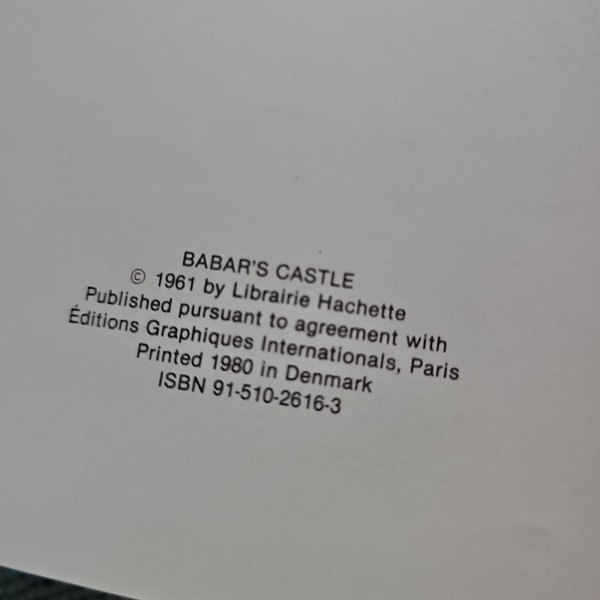 BABAR'S CASTLE
© 1961 by Librairie Hachette
Published pursuant to agreement with
Éditions Graphiques Internationals, Paris
Printed 1980 in Denmark
ISBN 91-510-2616-3